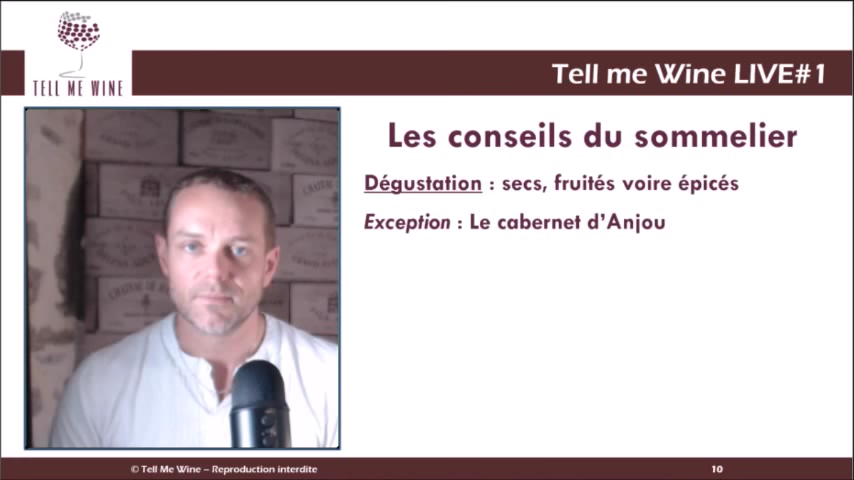 TELL ME WINE
Tell me Wine LIVE#1
Les conseils du sommelier
Dégustation : secs, fruités voire épicés
Exception : Le cabernet d'Anjou
© Tell Me Wine – Reproduction interdite
10